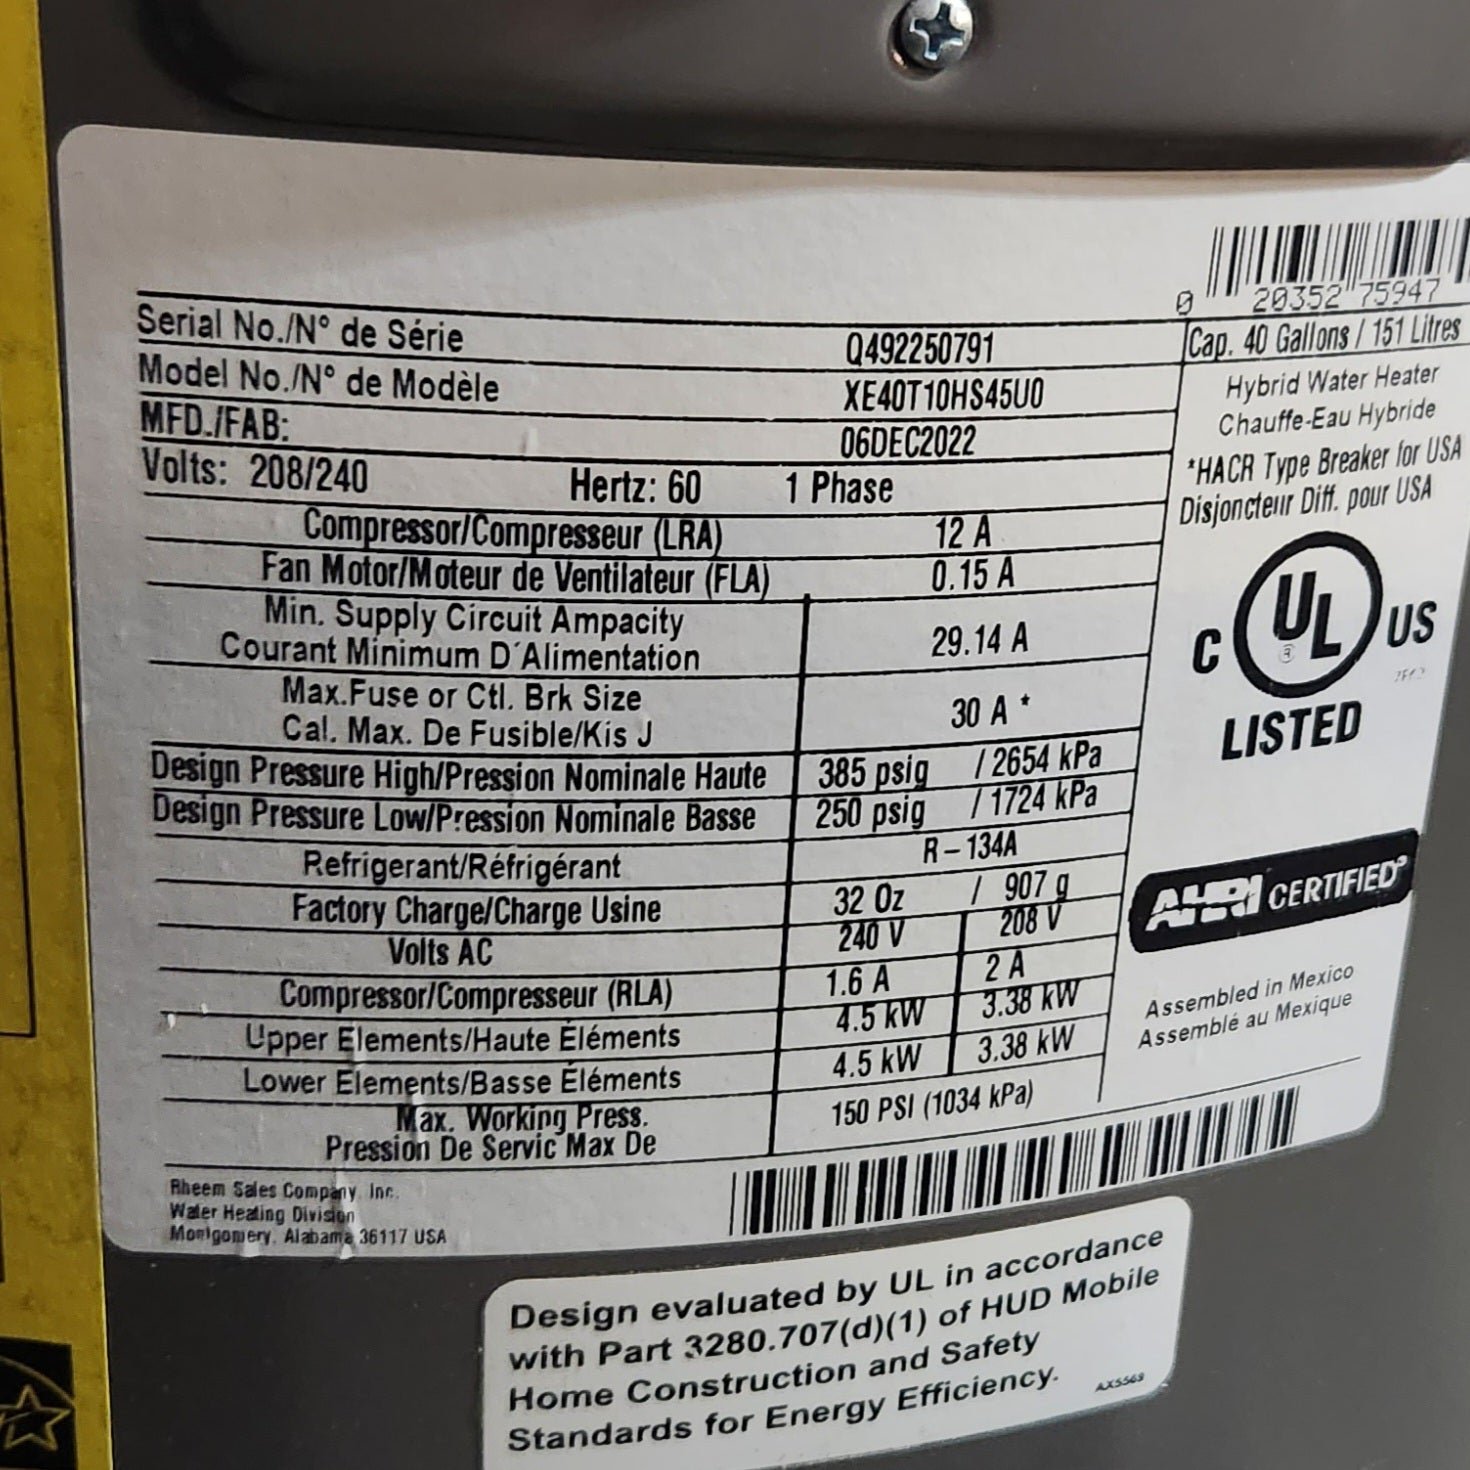 0 20352 75947
Serial No./N° de Série Q492250791 Cap. 40 Gallons / 151 Litres
Model No./N° de Modèle XE40T10HS45U0 Hybrid Water Heater
Chauffe-Eau Hybride
MFD./FAB: 06DEC2022
*HACR Type Breaker for USA
Volts: 208/240 Hertz: 60 1 Phase Disjoncteur Diff. pour USA
Compressor/Compresseur (LRA) 12 A
Fan Motor/Moteur de Ventilateur (FLA) 0.15 A
Min. Supply Circuit Ampacity
Courant Minimum D´Alimentation 29.14 A
C UL ® US
LISTED
Max.Fuse or Ctl. Brk Size
Cal. Max. De Fusible/Kis J 30 A *
Design Pressure High/Pression Nominale Haute 385 psig / 2654 kPa
Design Pressure Low/Pression Nominale Basse 250 psig / 1724 kPa
Refrigerant/Réfrigérant R-134A
Factory Charge/Charge Usine 32 Oz / 907 g
AHRI CERTIFIED®
Volts AC 240 V 208 V
Compressor/Compresseur (RLA) 1.6 A 2 A
Upper Elements/Haute Éléments 4.5 kW 3.38 kW
Lower Elements/Basse Éléments 4.5 kW 3.38 kW
Assembled in Mexico
Assemblé au Mexique
Max. Working Press.
Pression De Servic Max De 150 PSI (1034 kPa)
Rheem Sales Company, Inc.
Water Heating Division
Montgomery, Alabama 36117 USA
Design evaluated by UL in accordance
with Part 3280.707(d)(1) of HUD Mobile
Home Construction and Safety
Standards for Energy Efficiency.
AX5569